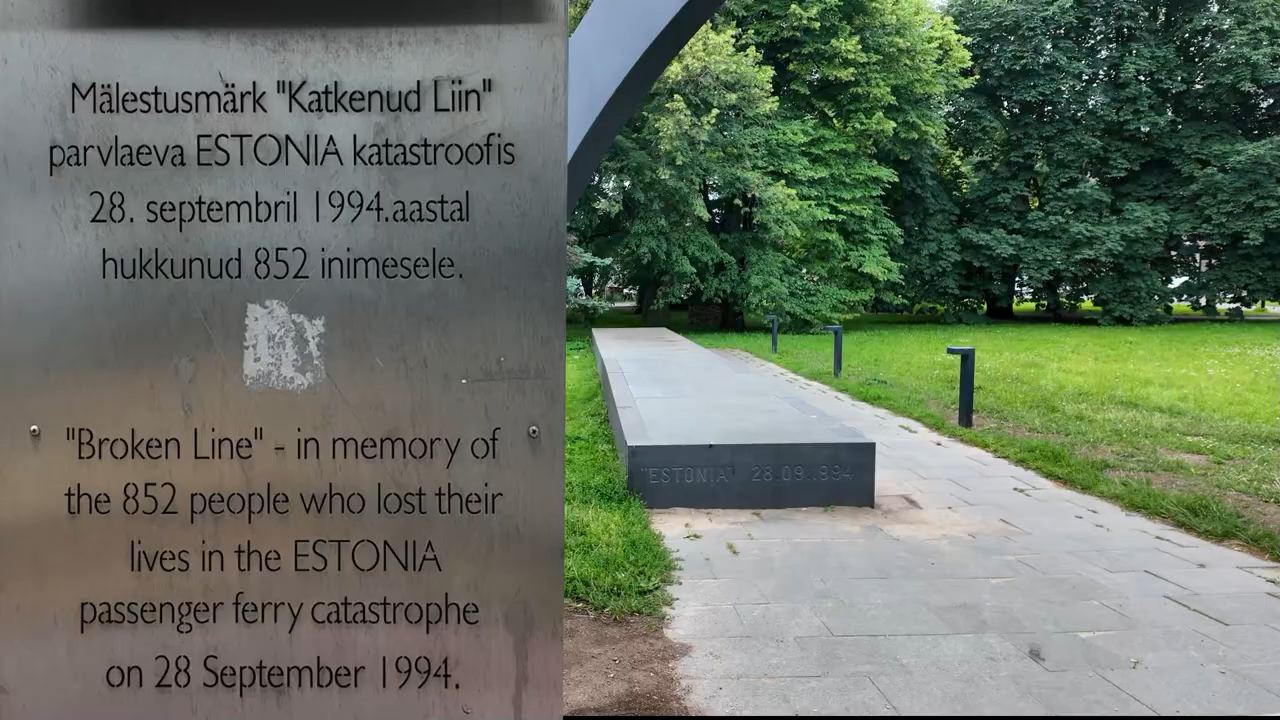 Mälestusmärk "Katkenud Liin"
parvlaeva ESTONIA katastroofis
28. septembril 1994.aastal
hukkunud 852 inimesele.
"Broken Line" - in memory of
the 852 people who lost their
lives in the ESTONIA
passenger ferry catastrophe
on 28 September 1994.
"ESTONIA" 28.09.1994